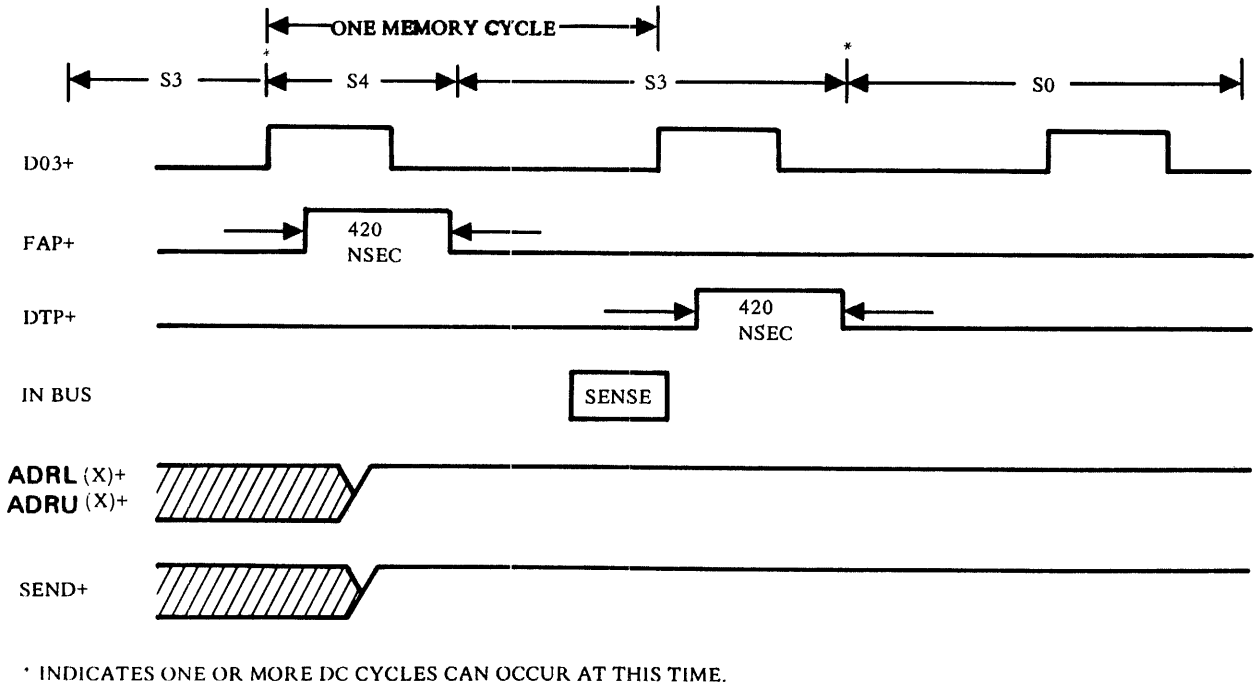 ONE MEMORY CYCLE
* *
S3 S4 S3 S0
D03+
FAP+ 420 NSEC
DTP+ 420 NSEC
IN BUS SENSE
ADRL (X)+
ADRU (X)+
SEND+
* INDICATES ONE OR MORE DC CYCLES CAN OCCUR AT THIS TIME.